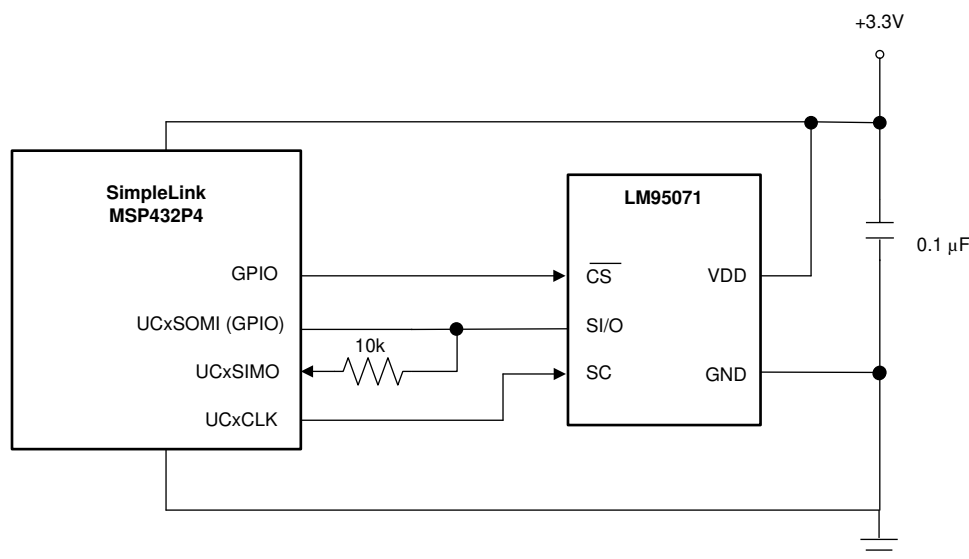 +3.3V
SimpleLink
MSP432P4
LM95071
0.1 μF
GPIO
CS
VDD
UCxSOMI (GPIO)
SI/O
10k
UCxSIMO
SC
GND
UCxCLK